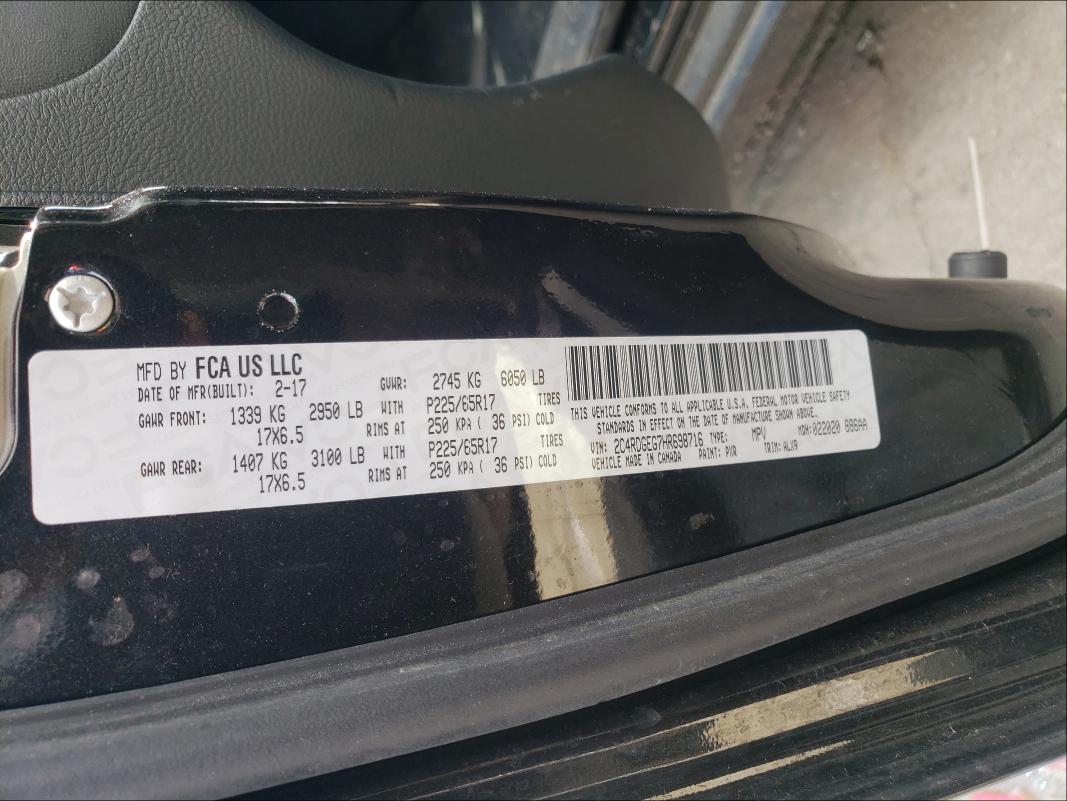 MFD BY FCA US LLC
DATE OF MFR(BUILT): 2-17 GVWR: 2745 KG 6050 LB
GAWR FRONT: 1339 KG 2950 LB WITH P225/65R17 TIRES
17X6.5 RIMS AT 250 KPA ( 36 PSI) COLD
GAWR REAR: 1407 KG 3100 LB WITH P225/65R17 TIRES
17X6.5 RIMS AT 250 KPA ( 36 PSI) COLD
THIS VEHICLE CONFORMS TO ALL APPLICABLE U.S.A. FEDERAL MOTOR VEHICLE SAFETY
STANDARDS IN EFFECT ON THE DATE OF MANUFACTURE SHOWN ABOVE.
VIN: 2C4RDGEG7HR698716 TYPE: MPV MDH: 022020 886AA
VEHICLE MADE IN CANADA PAINT: PXR TRIM: ALX9